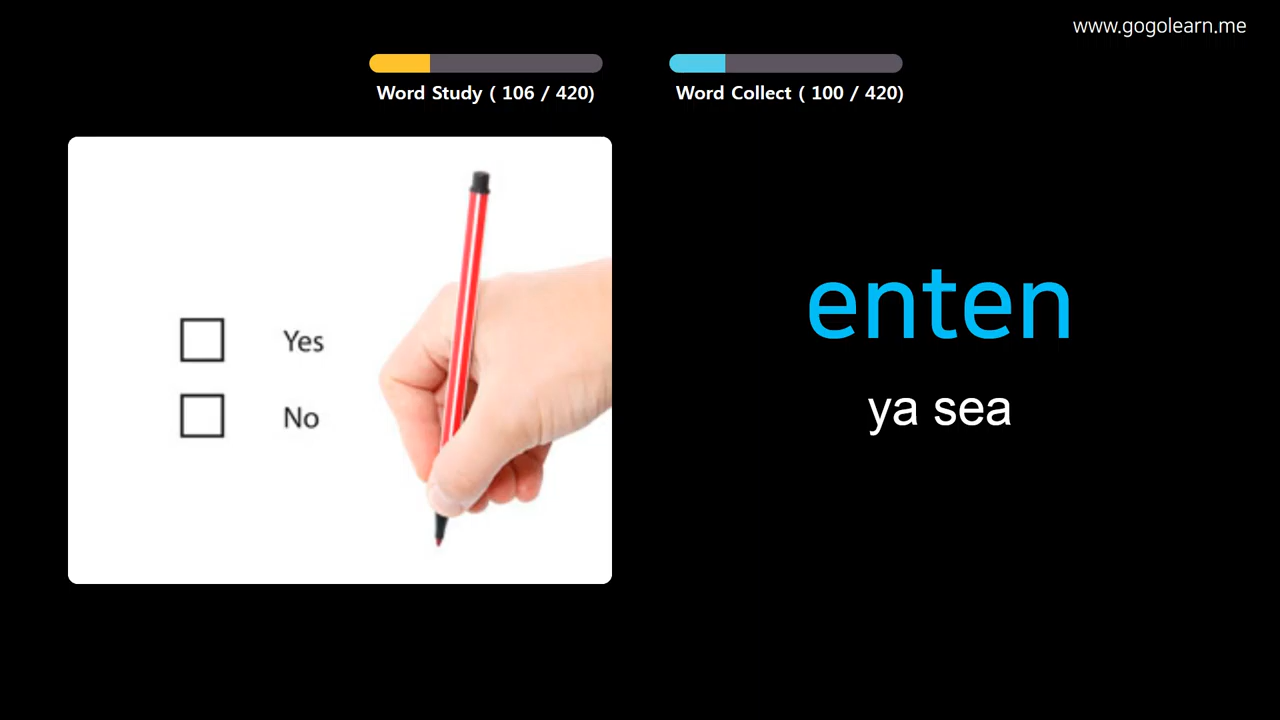 www.gogolearn.me
Word Study ( 106 / 420)
Word Collect ( 100 / 420)
Yes
No
enten
ya sea